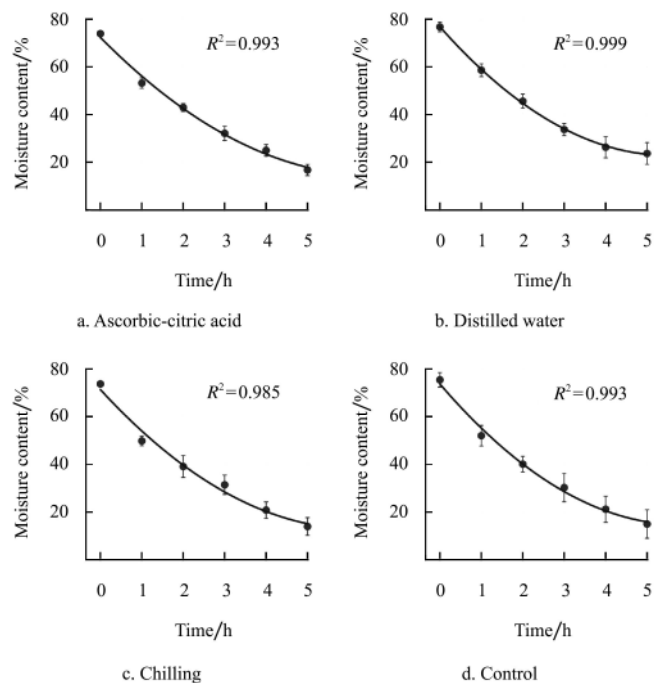 80
60
40
20
Moisture content/%
R²=0.993
0 1 2 3 4 5
Time/h
a. Ascorbic-citric acid
80
60
40
20
Moisture content/%
R²=0.999
0 1 2 3 4 5
Time/h
b. Distilled water
80
60
40
20
Moisture content/%
R²=0.985
0 1 2 3 4 5
Time/h
c. Chilling
80
60
40
20
Moisture content/%
R²=0.993
0 1 2 3 4 5
Time/h
d. Control